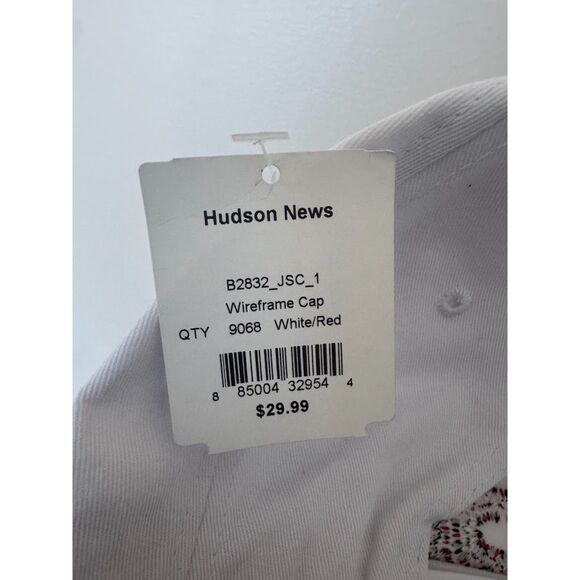 Hudson News
B2832_JSC_1
Wireframe Cap
QTY 9068 White/Red
8 85004 32954 4
$29.99